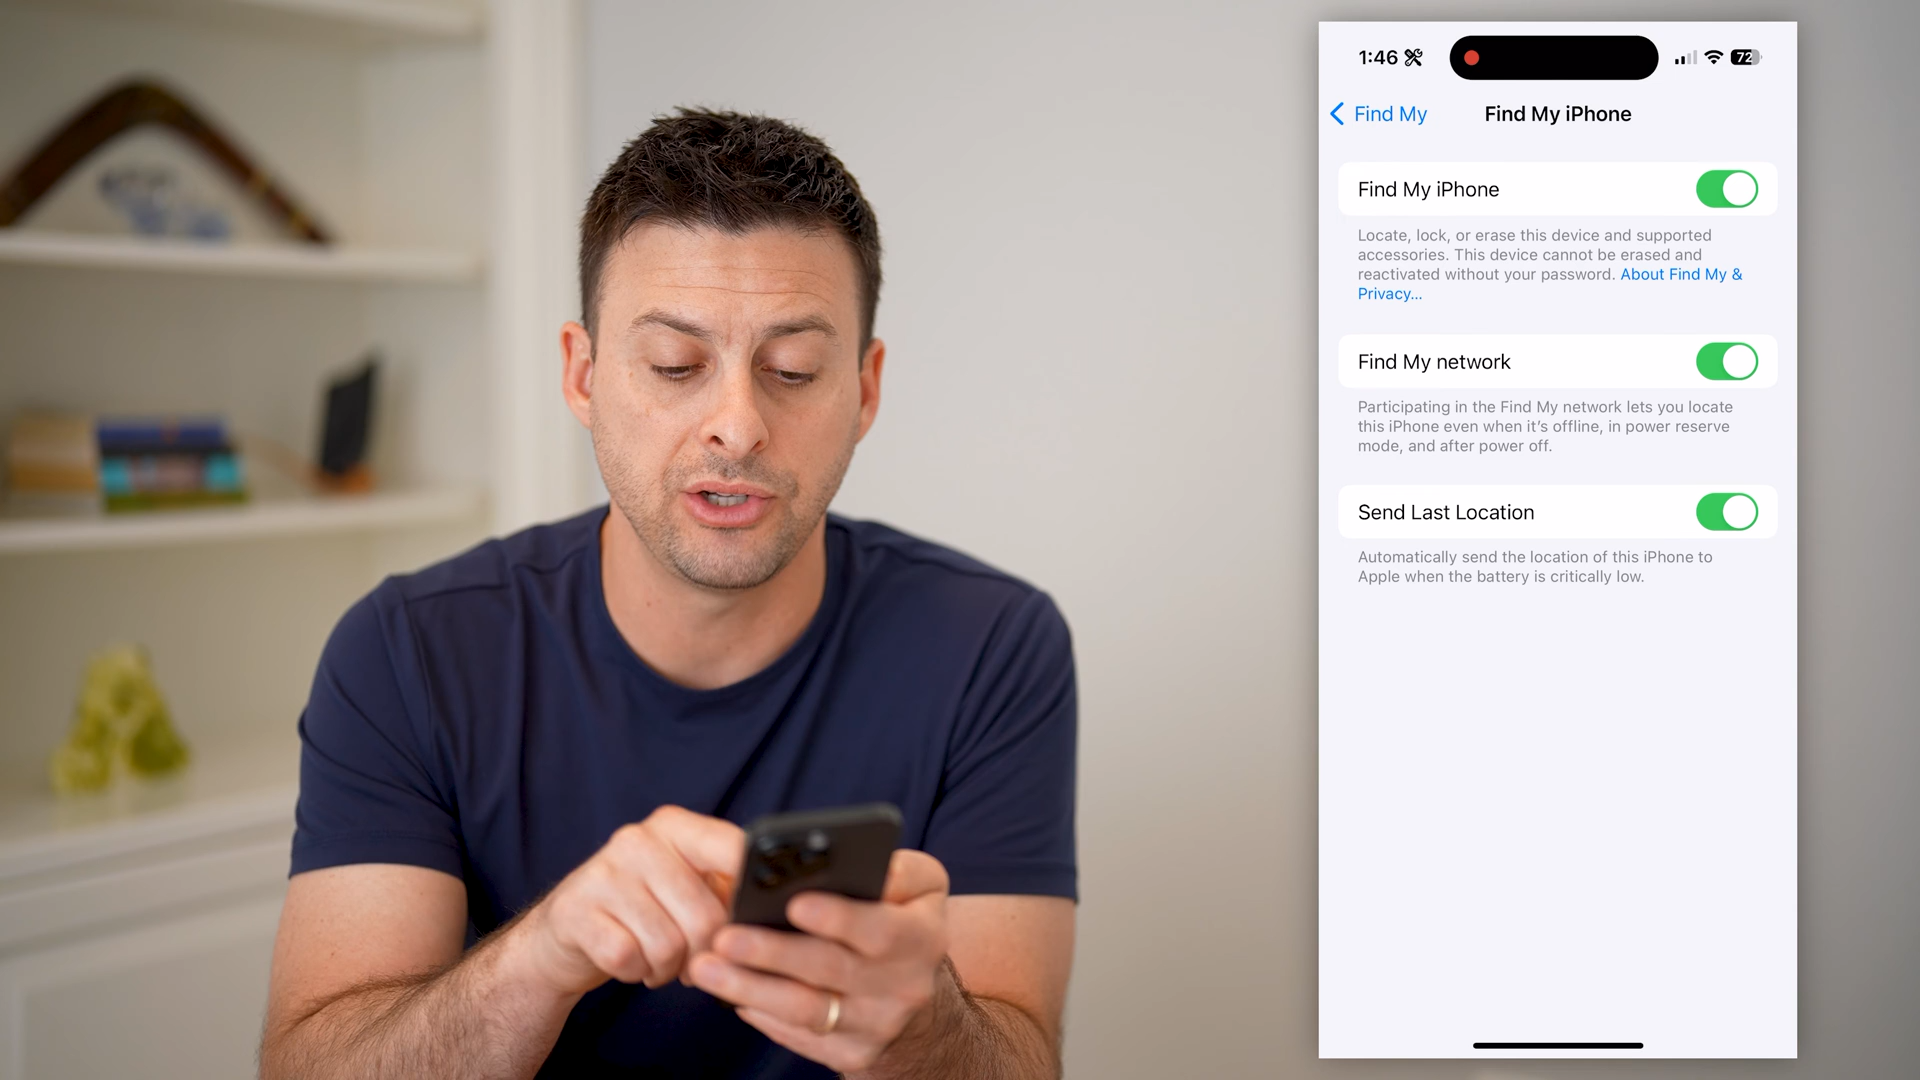 1:46
72
Find My
Find My iPhone
Find My iPhone
Locate, lock, or erase this device and supported
accessories. This device cannot be erased and
reactivated without your password. About Find My &
Privacy...
Find My network
Participating in the Find My network lets you locate
this iPhone even when it’s offline, in power reserve
mode, and after power off.
Send Last Location
Automatically send the location of this iPhone to
Apple when the battery is critically low.